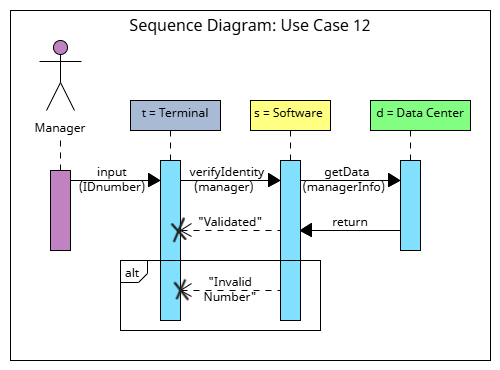 Sequence Diagram: Use Case 12
Manager
t = Terminal
s = Software
d = Data Center
input
(IDnumber)
verifyIdentity
(manager)
getData
(managerInfo)
"Validated"
return
alt
"Invalid
Number"